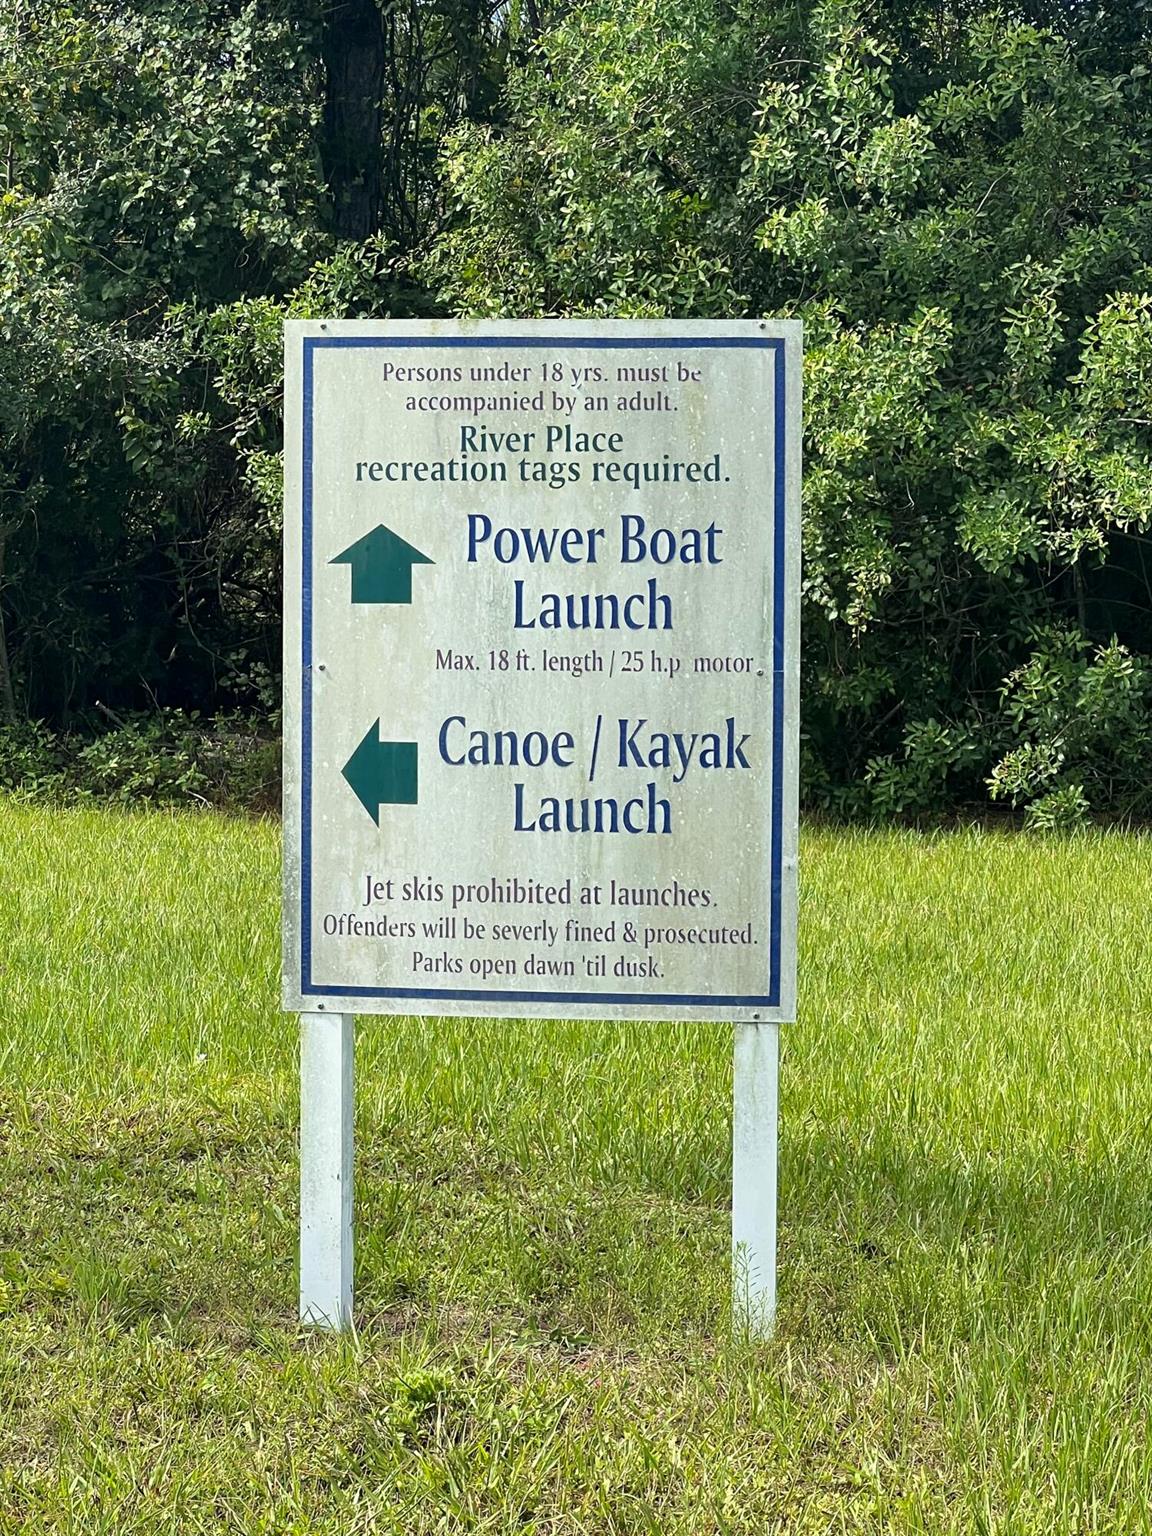 Persons under 18 yrs. must be
accompanied by an adult.
River Place
recreation tags required.
Power Boat
Launch
Max. 18 ft. length / 25 h.p motor.
Canoe / Kayak
Launch
Jet skis prohibited at launches.
Offenders will be severly fined & prosecuted.
Parks open dawn 'til dusk.